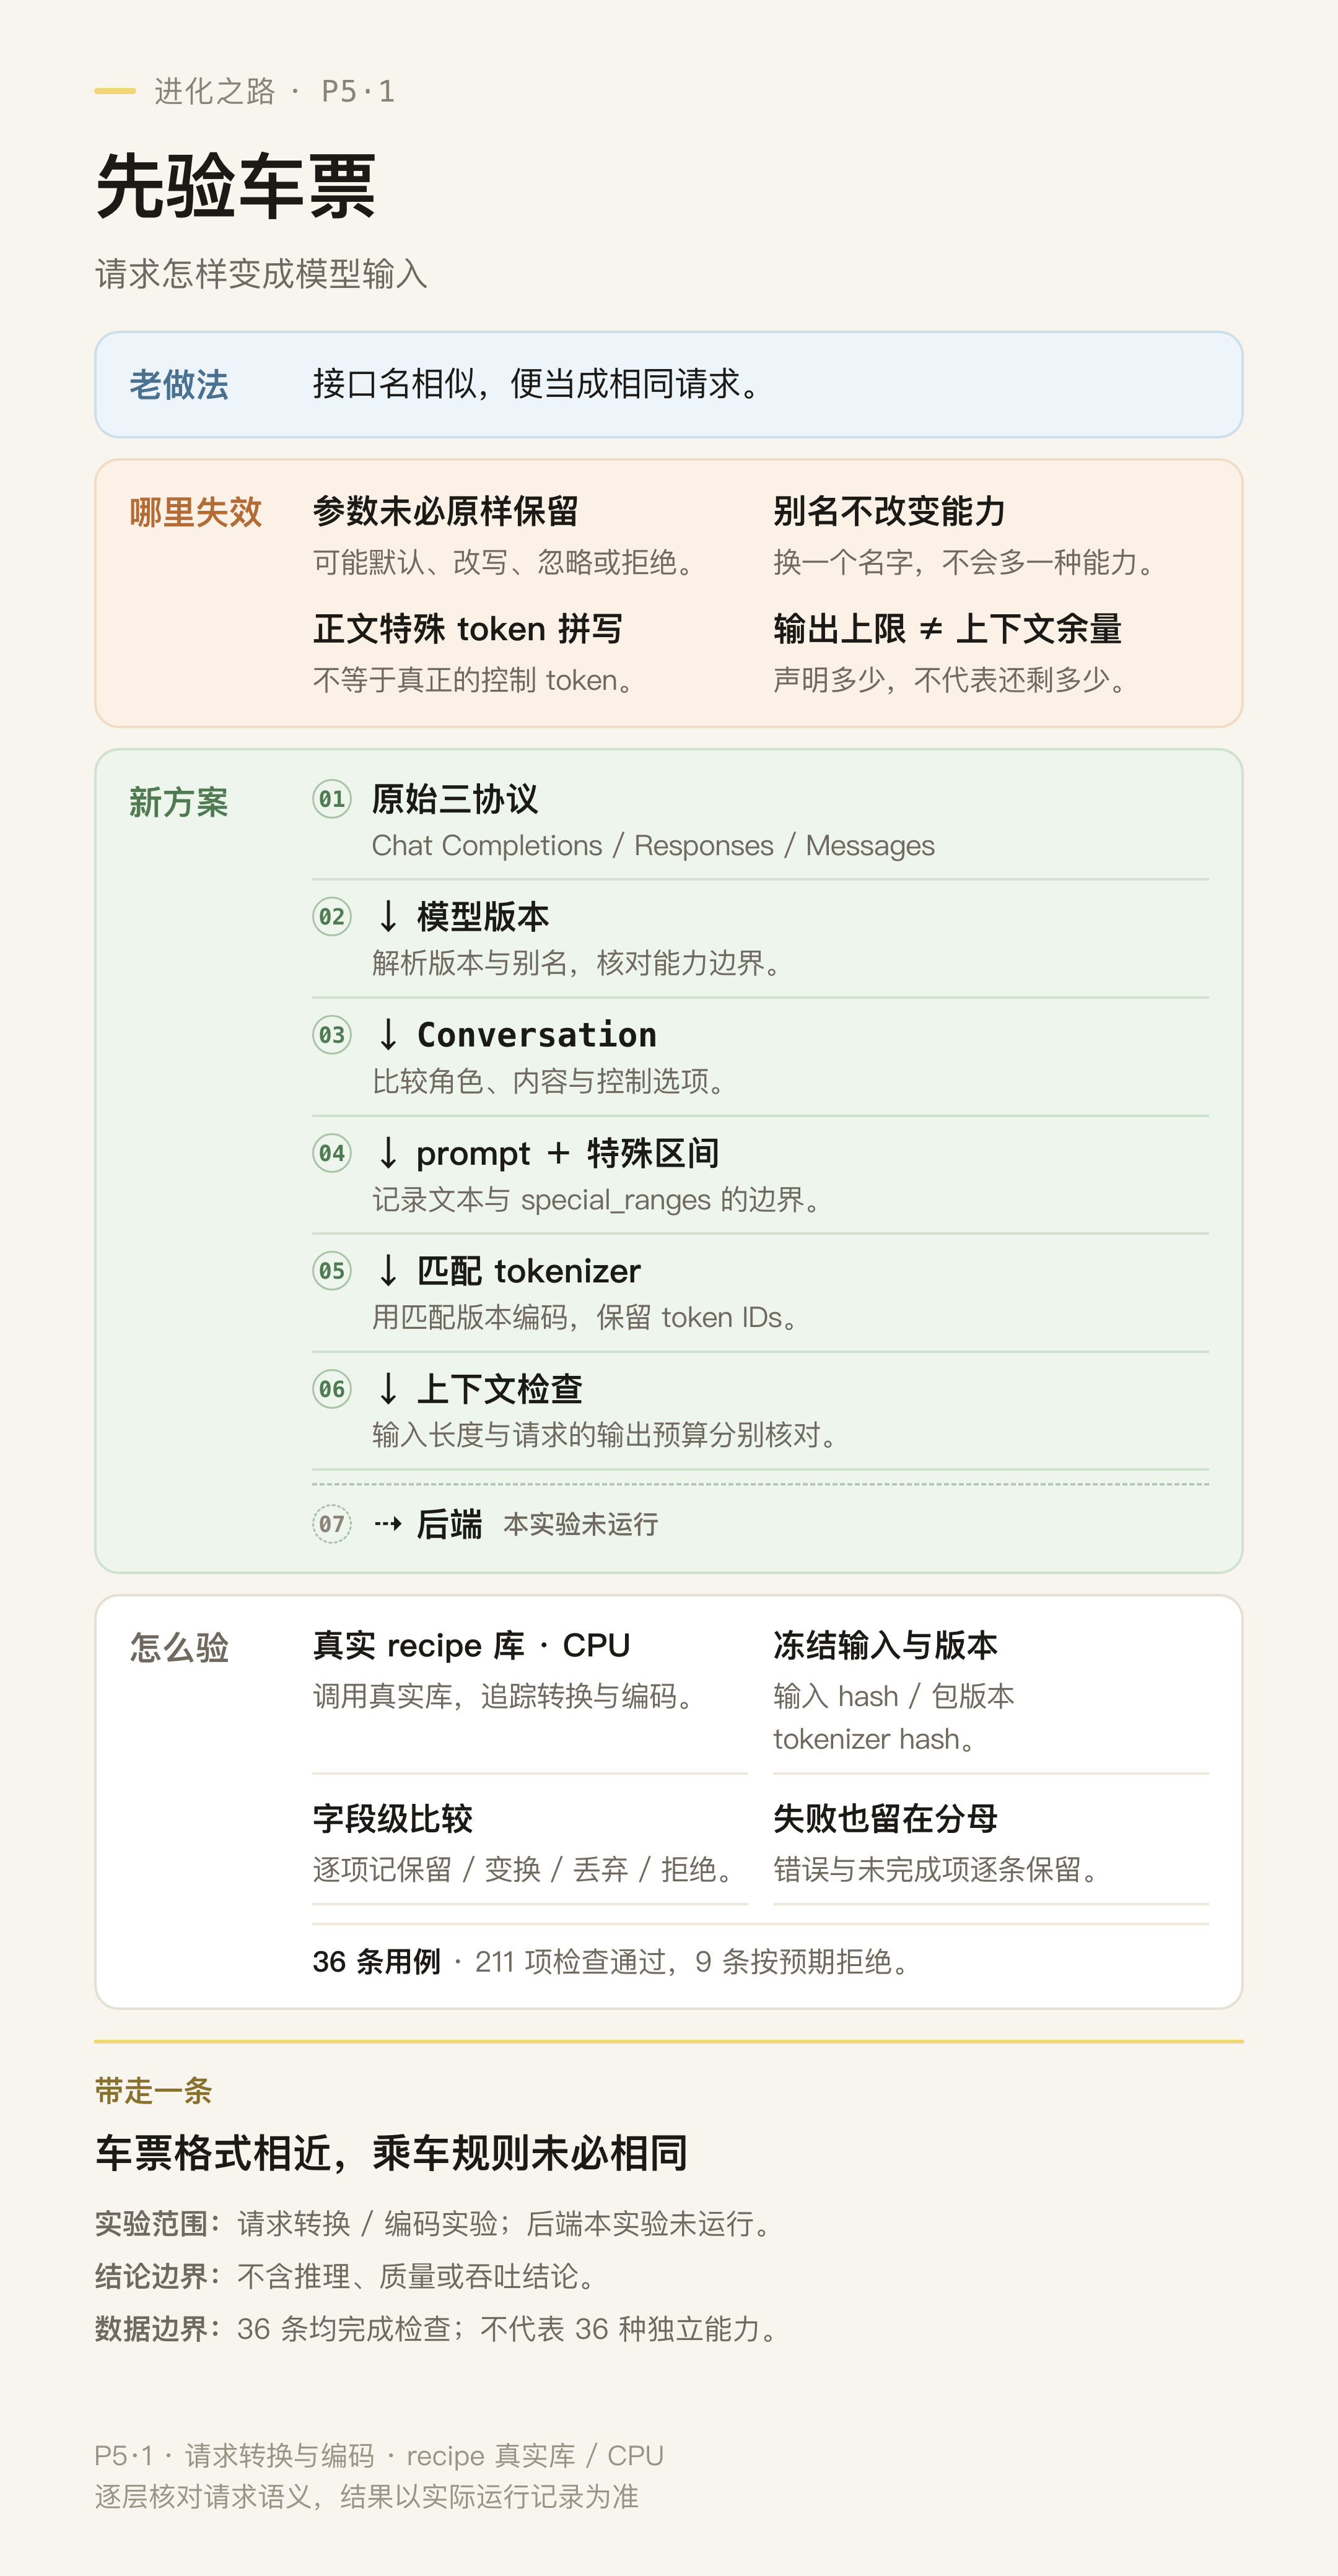 进化之路 · P5·1
先验车票
请求怎样变成模型输入
老做法
接口名相似，便当成相同请求。
哪里失效
参数未必原样保留
可能默认、改写、忽略或拒绝。
别名不改变能力
换一个名字，不会多一种能力。
正文特殊 token 拼写
不等于真正的控制 token。
输出上限 ≠ 上下文余量
声明多少，不代表还剩多少。
新方案
01 原始三协议
Chat Completions / Responses / Messages
02 ↓ 模型版本
解析版本与别名，核对能力边界。
03 ↓ Conversation
比较角色、内容与控制选项。
04 ↓ prompt + 特殊区间
记录文本与 special_ranges 的边界。
05 ↓ 匹配 tokenizer
用匹配版本编码，保留 token IDs。
06 ↓ 上下文检查
输入长度与请求的输出预算分别核对。
07 ⇢ 后端 本实验未运行
怎么验
真实 recipe 库 · CPU
调用真实库，追踪转换与编码。
冻结输入与版本
输入 hash / 包版本
tokenizer hash。
字段级比较
逐项记保留 / 变换 / 丢弃 / 拒绝。
失败也留在分母
错误与未完成项逐条保留。
36 条用例 · 211 项检查通过，9 条按预期拒绝。
带走一条
车票格式相近，乘车规则未必相同
实验范围：请求转换 / 编码实验；后端本实验未运行。
结论边界：不含推理、质量或吞吐结论。
数据边界：36 条均完成检查；不代表 36 种独立能力。
P5·1 · 请求转换与编码 · recipe 真实库 / CPU
逐层核对请求语义，结果以实际运行记录为准